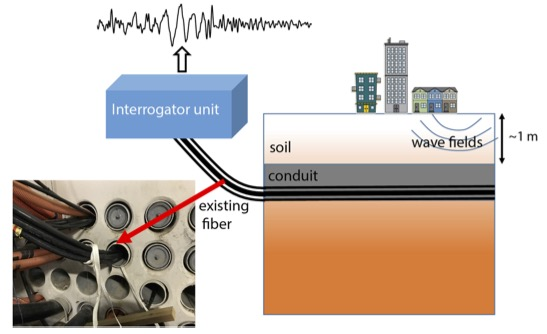 Interrogator unit
soil
wave fields
~1 m
conduit
existing
fiber